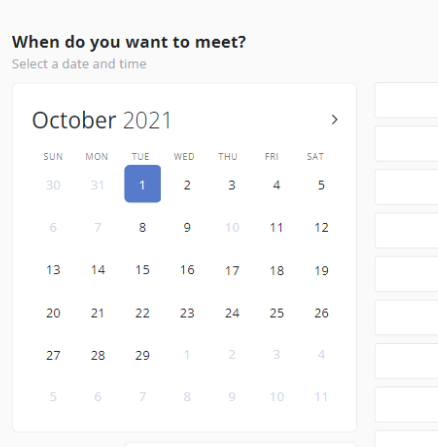 When do you want to meet?
Select a date and time
October 2021 >
SUN MON TUE WED THU FRI SAT
30 31 1 2 3 4 5
6 7 8 9 10 11 12
13 14 15 16 17 18 19
20 21 22 23 24 25 26
27 28 29 1 2 3 4
5 6 7 8 9 10 11